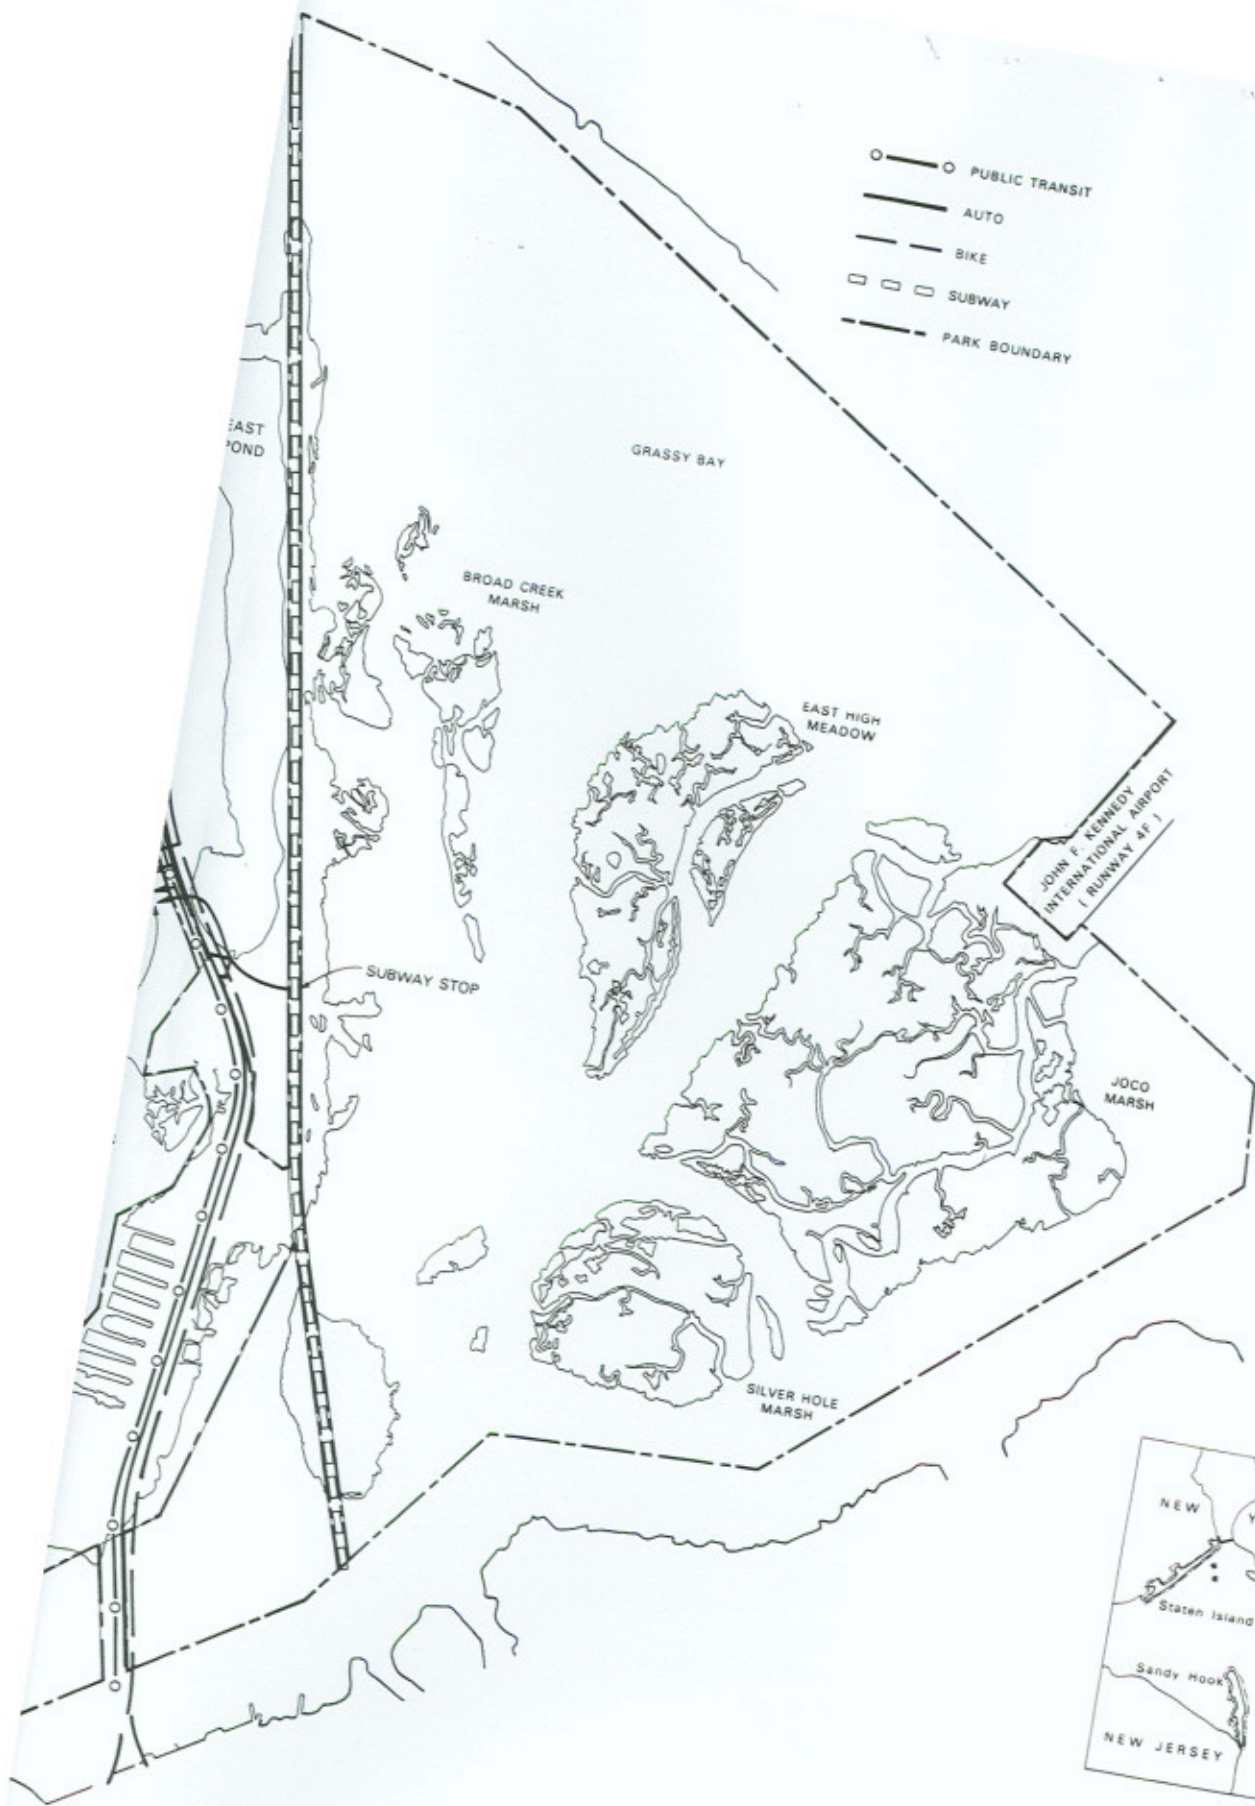 PUBLIC TRANSIT
AUTO
BIKE
SUBWAY
PARK BOUNDARY
EAST
POND
GRASSY BAY
BROAD CREEK
MARSH
EAST HIGH
MEADOW
JOHN F. KENNEDY
INTERNATIONAL AIRPORT
( RUNWAY 4F )
SUBWAY STOP
JOCO
MARSH
SILVER HOLE
MARSH
NEW Y
Staten Island
Sandy Hook
NEW JERSEY